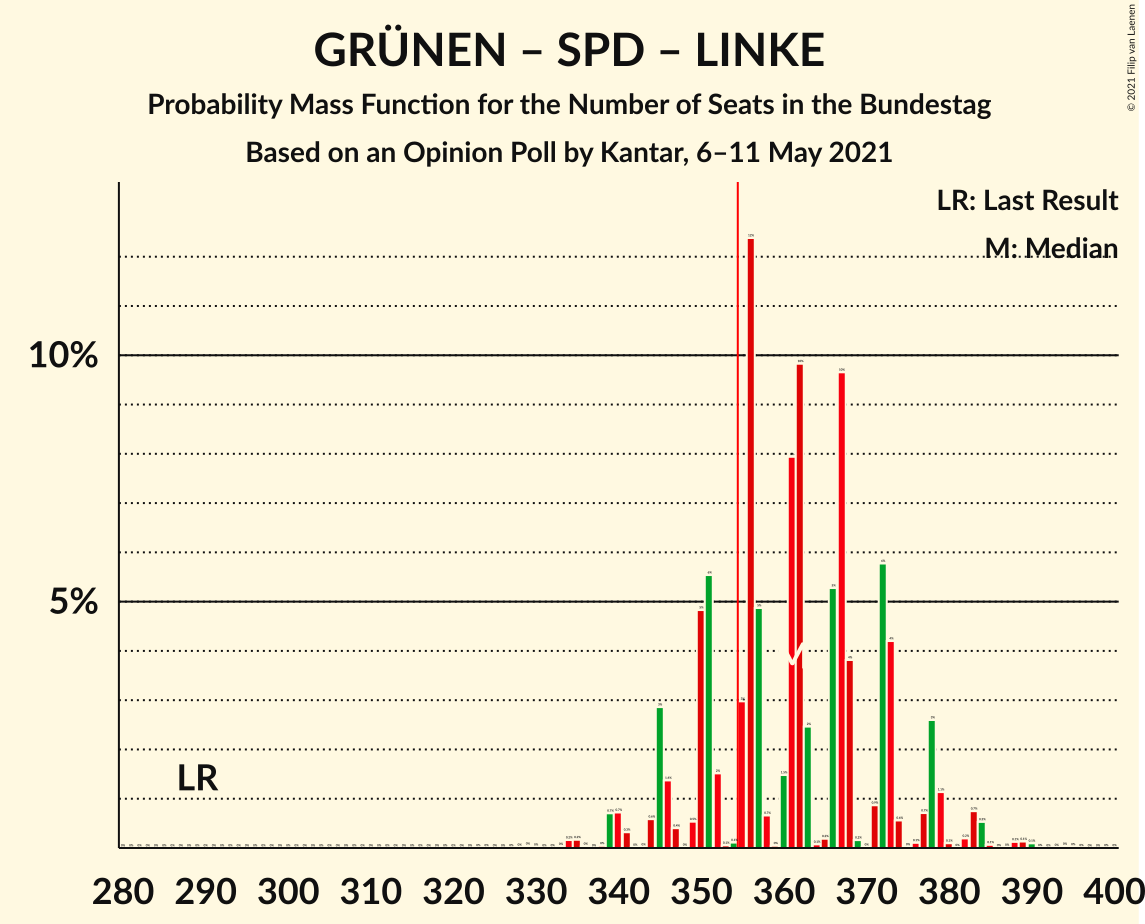 GRÜNEN – SPD – LINKE
Probability Mass Function for the Number of Seats in the Bundestag
Based on an Opinion Poll by Kantar, 6–11 May 2021
© 2021 Filip van Laenen
LR: Last Result
M: Median
10%
5%
LR
M
280 290 300 310 320 330 340 350 360 370 380 390 400